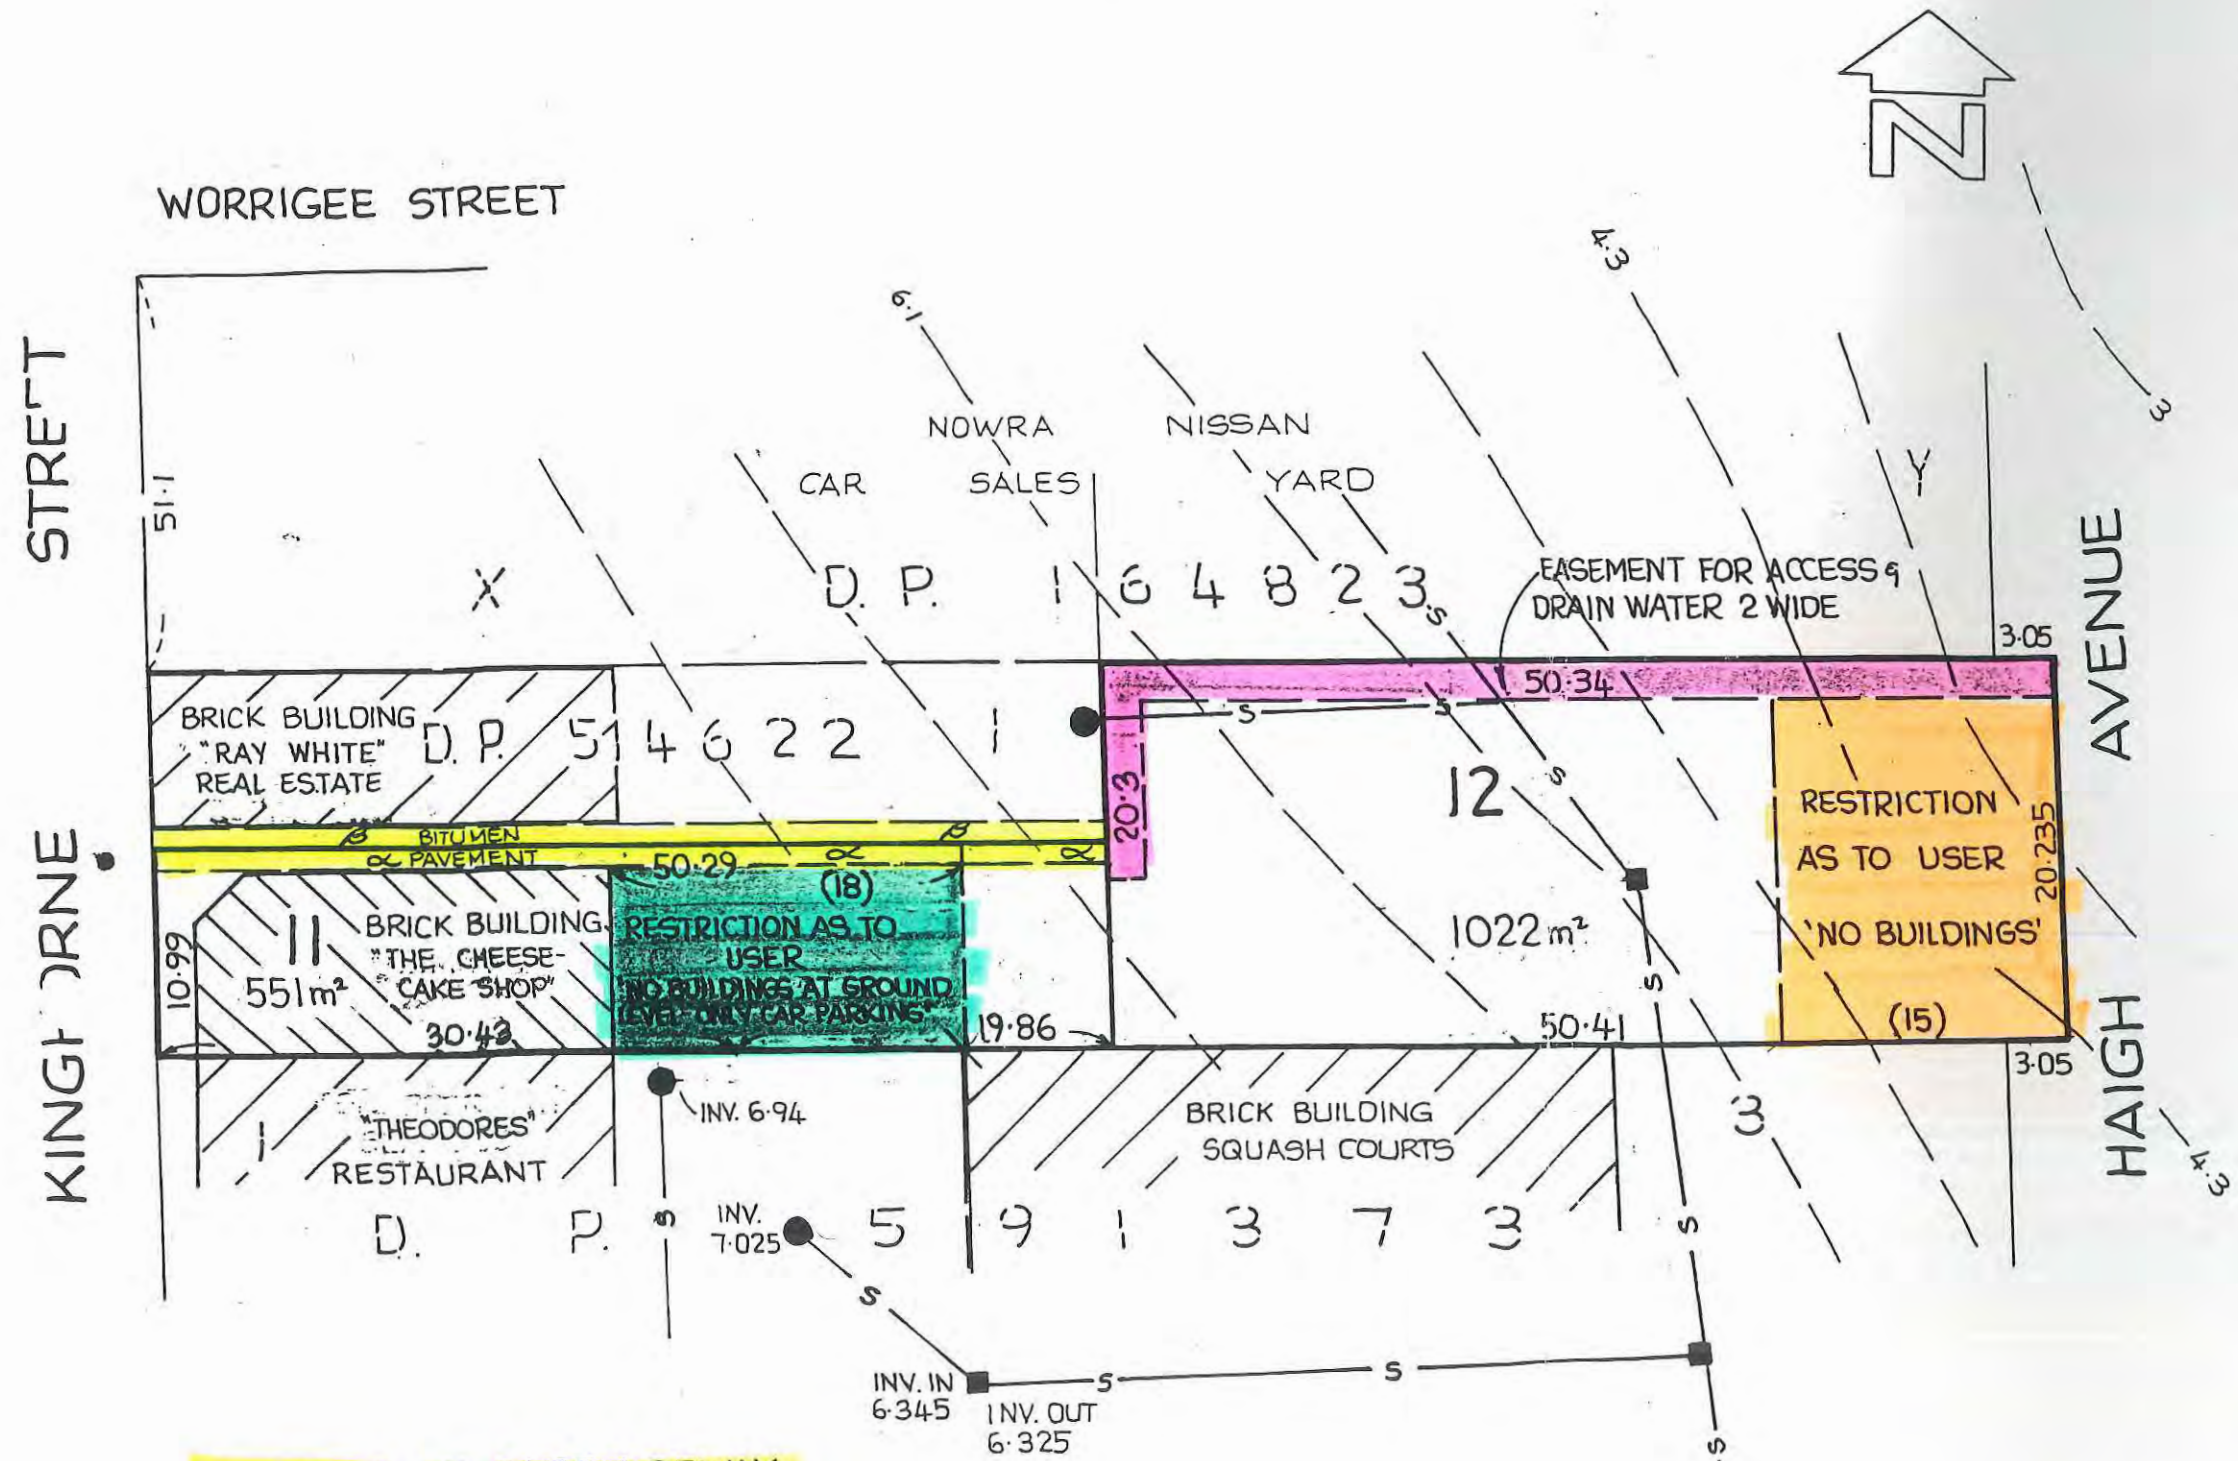 WORRIGEE STREET
N
STREET
51·1
6·1
4·3
3
NOWRA NISSAN
CAR SALES YARD
Y
X
D. P. 164823
EASEMENT FOR ACCESS &
DRAIN WATER 2 WIDE
AVENUE
3·05
50·34
BRICK BUILDING
"RAY WHITE"
REAL ESTATE
D.P. 514622
1
S
S
S
S
20·3
12
1022m²
RESTRICTION
AS TO USER
'NO BUILDINGS'
(15)
20·235
β BITUMEN β
α PAVEMENT α α
50·29
(18)
KINGH ORNE
10·99
11
551m²
BRICK BUILDING
"THE CHEESE-
CAKE SHOP"
30·43
RESTRICTION AS TO
USER
'NO BUILDINGS AT GROUND
LEVEL-ONLY CAR PARKING'
19·86
50·41
S
3·05
HAIGH
INV. 6·94
1
"THEODORES"
RESTAURANT
BRICK BUILDING
SQUASH COURTS
3
4·3
D. P. 591373
S
INV.
7·025
S
S
INV. IN
6·345
INV. OUT
6·325
S
S
S